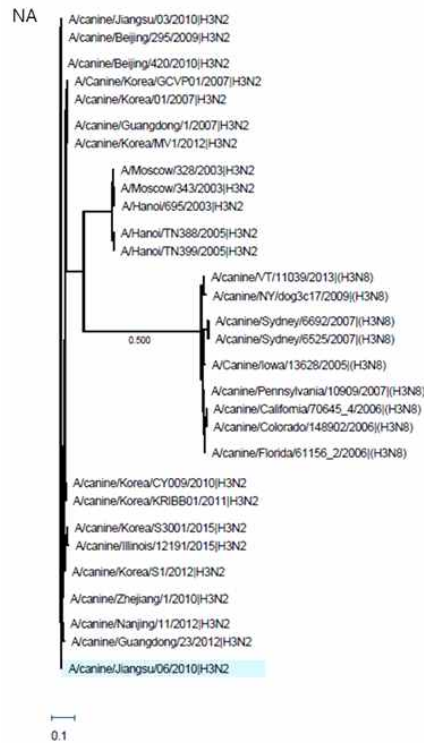 NA
A/canine/Jiangsu/03/2010|H3N2
A/canine/Beijing/295/2009|H3N2
A/canine/Beijing/420/2010|H3N2
A/Canine/Korea/GCVP01/2007|H3N2
A/canine/Korea/01/2007|H3N2
A/canine/Guangdong/1/2007|H3N2
A/canine/Korea/MV1/2012|H3N2
A/Moscow/328/2003|H3N2
A/Moscow/343/2003|H3N2
A/Hanoi/695/2003|H3N2
A/Hanoi/TN388/2005|H3N2
A/Hanoi/TN399/2005|H3N2
A/canine/VT/11039/2013|(H3N8)
A/canine/NY/dog3c17/2009|(H3N8)
A/canine/Sydney/6692/2007|(H3N8)
A/canine/Sydney/6525/2007|(H3N8)
0.500
A/Canine/Iowa/13628/2005|(H3N8)
A/canine/Pennsylvania/10909/2007|(H3N8)
A/canine/California/70645_4/2006|(H3N8)
A/canine/Colorado/148902/2006|(H3N8)
A/canine/Florida/61156_2/2006|(H3N8)
A/canine/Korea/CY009/2010|H3N2
A/canine/Korea/KRIBB01/2011|H3N2
A/canine/Korea/S3001/2015|H3N2
A/canine/Illinois/12191/2015|H3N2
A/canine/Korea/S1/2012|H3N2
A/canine/Zhejiang/1/2010|H3N2
A/canine/Nanjing/11/2012|H3N2
A/canine/Guangdong/23/2012|H3N2
A/canine/Jiangsu/06/2010|H3N2
0.1